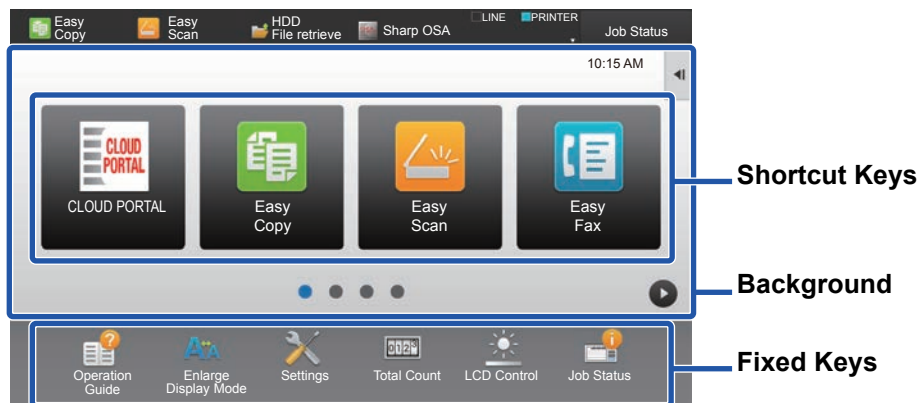 Easy
Copy
Easy
Scan
HDD
File retrieve
Sharp OSA
LINE
PRINTER
Job Status
10:15 AM
CLOUD
PORTAL
CLOUD PORTAL
Easy
Copy
Easy
Scan
Easy
Fax
Shortcut Keys
Background
Operation
Guide
Enlarge
Display Mode
Settings
Total Count
LCD Control
Job Status
Fixed Keys